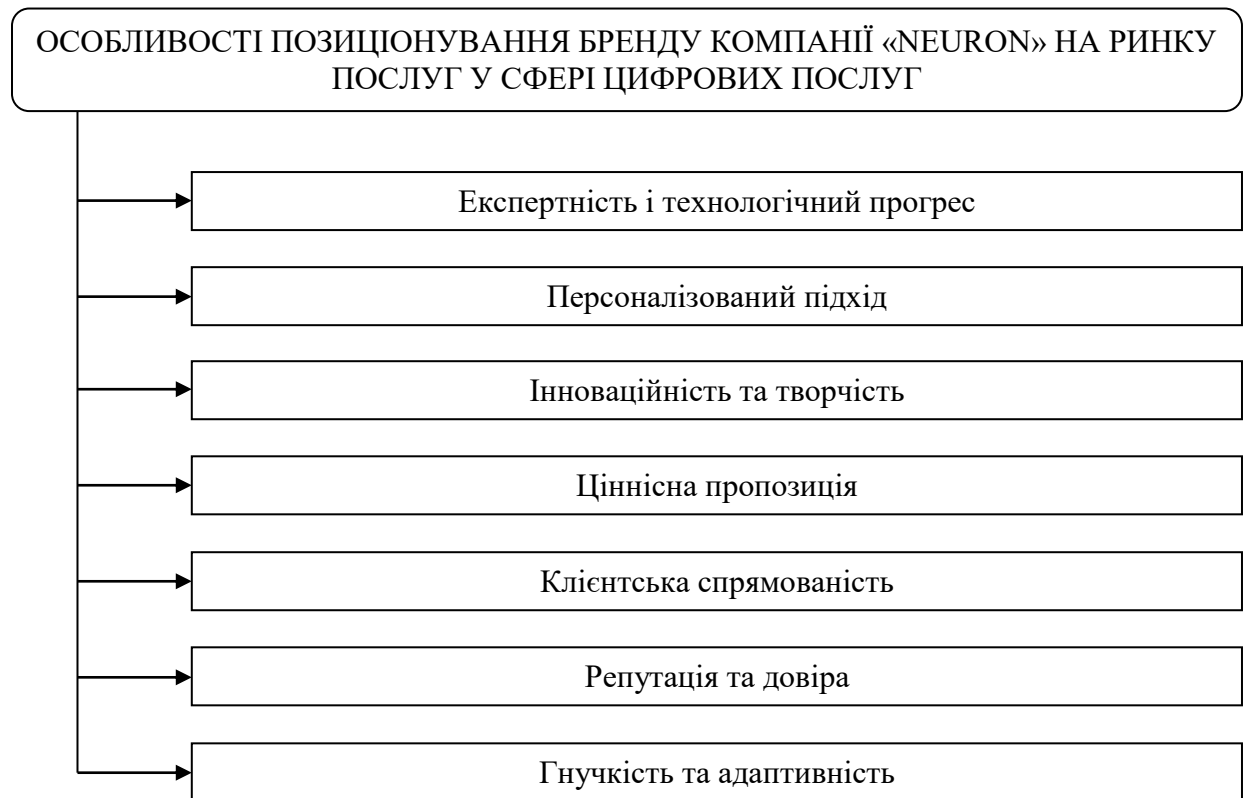 ОСОБЛИВОСТІ ПОЗИЦІОНУВАННЯ БРЕНДУ КОМПАНІЇ «NEURON» НА РИНКУ
ПОСЛУГ У СФЕРІ ЦИФРОВИХ ПОСЛУГ
Експертність і технологічний прогрес
Персоналізований підхід
Інноваційність та творчість
Ціннісна пропозиція
Клієнтська спрямованість
Репутація та довіра
Гнучкість та адаптивність